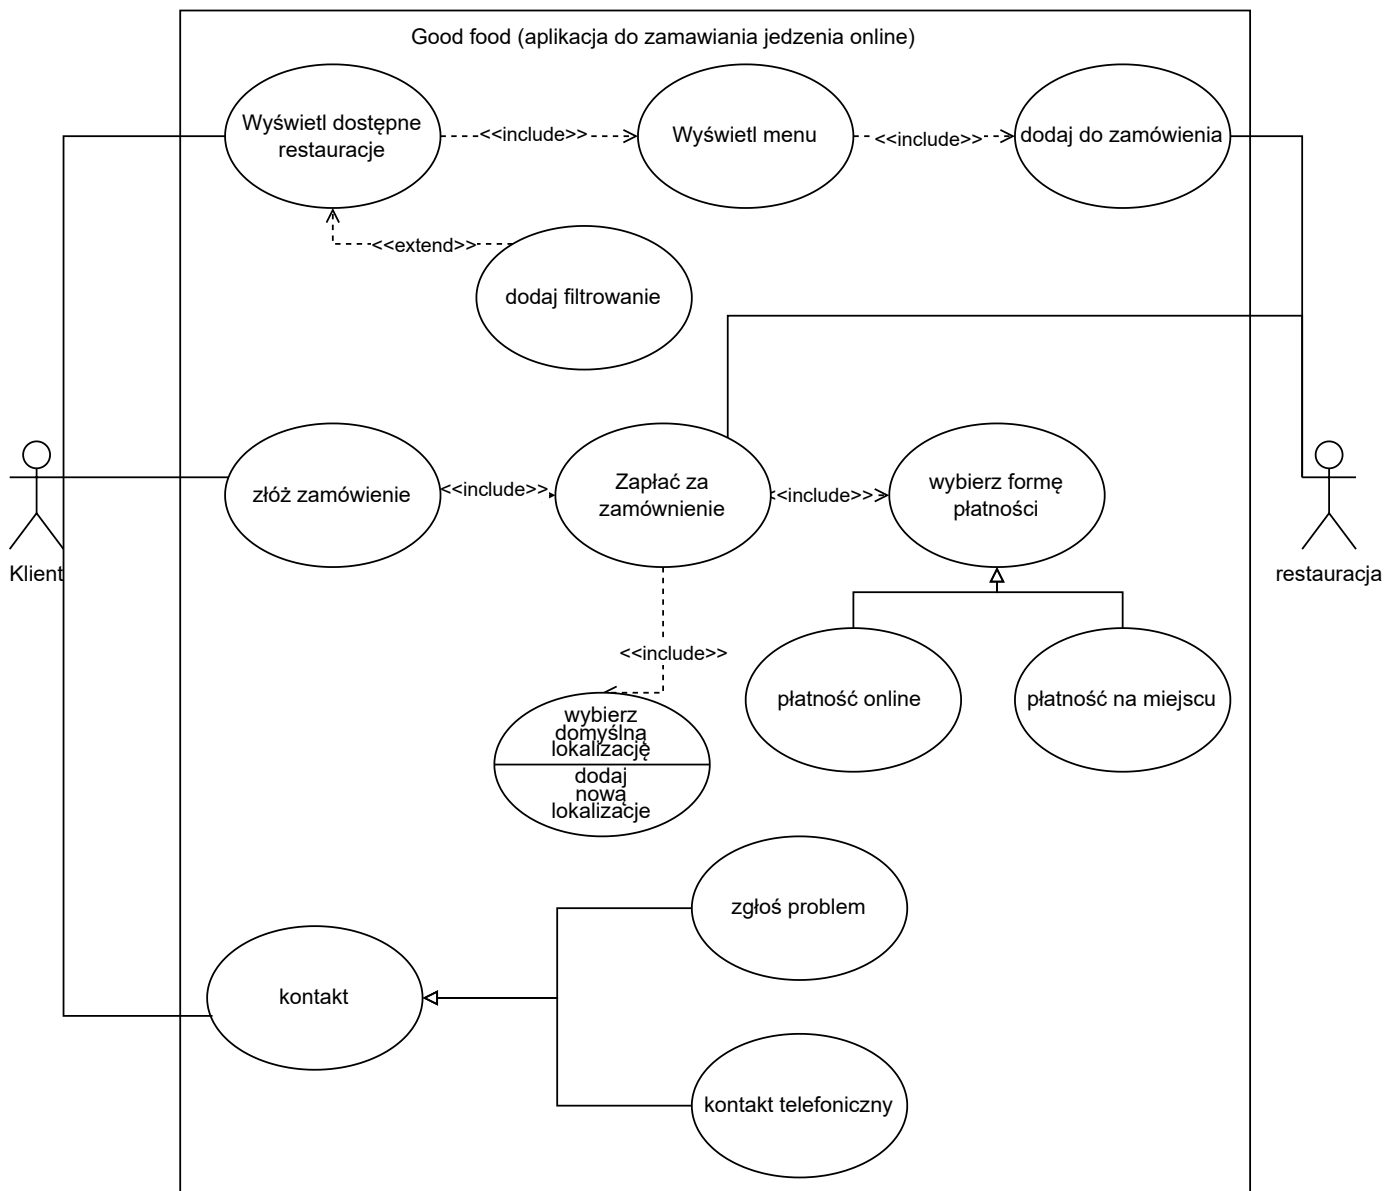 Good food (aplikacja do zamawiania jedzenia online)
Wyświetl dostępne
restauracje
<<include>>
Wyświetl menu
<<include>>
dodaj do zamówienia
<<extend>>
dodaj filtrowanie
złóż zamówienie
<<include>>
Zapłać za
zamównienie
<<include>>
wybierz formę
płatności
Klient
restauracja
<<include>>
wybierz
domyślną
lokalizację
dodaj
nową
lokalizacje
płatność online
płatność na miejscu
zgłoś problem
kontakt
kontakt telefoniczny